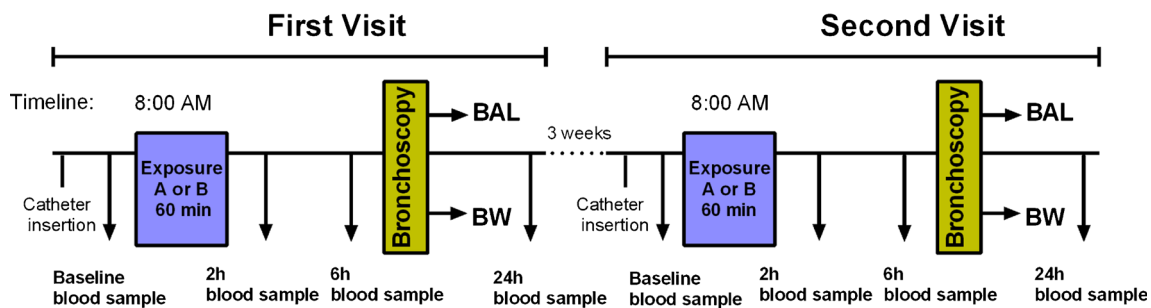 First Visit
Second Visit
Timeline:
8:00 AM
8:00 AM
Exposure
A or B
60 min
Bronchoscopy
BAL
BW
3 weeks
Exposure
A or B
60 min
Bronchoscopy
BAL
BW
Catheter
insertion
Catheter
insertion
Baseline
blood sample
2h
blood sample
6h
blood sample
24h
blood sample
Baseline
blood sample
2h
blood sample
6h
blood sample
24h
blood sample